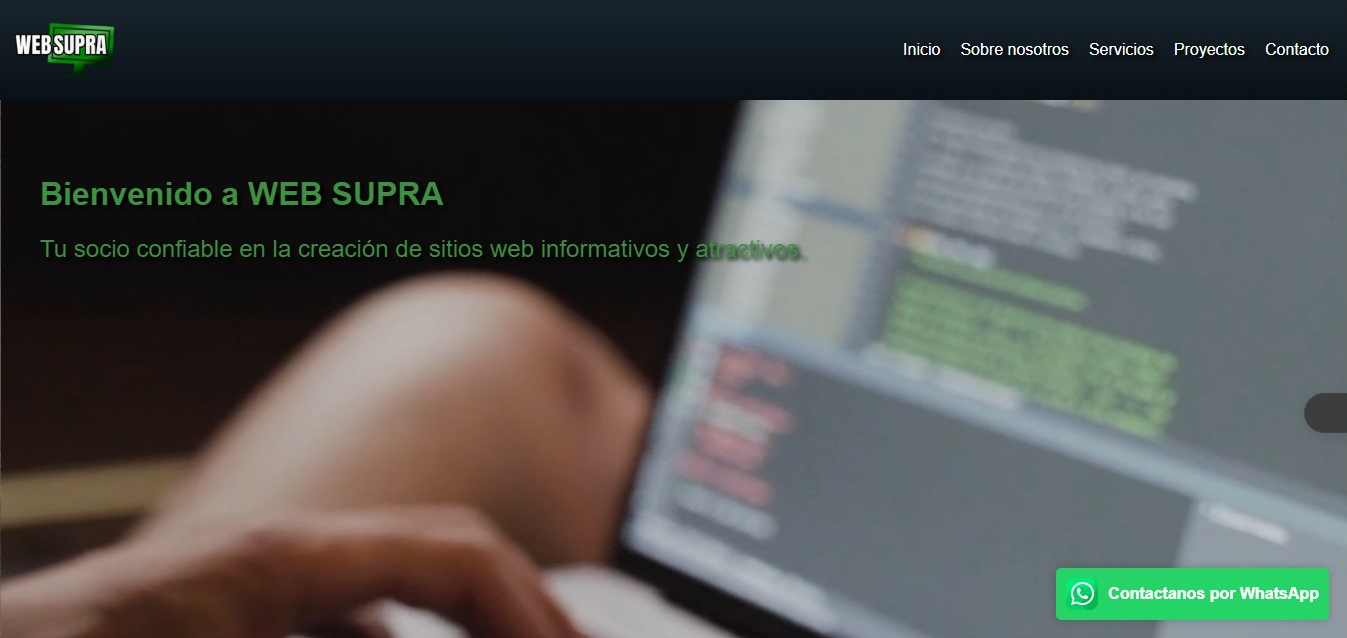 WEB SUPRA
Inicio Sobre nosotros Servicios Proyectos Contacto
Bienvenido a WEB SUPRA
Tu socio confiable en la creación de sitios web informativos y atractivos.
Contactanos por WhatsApp